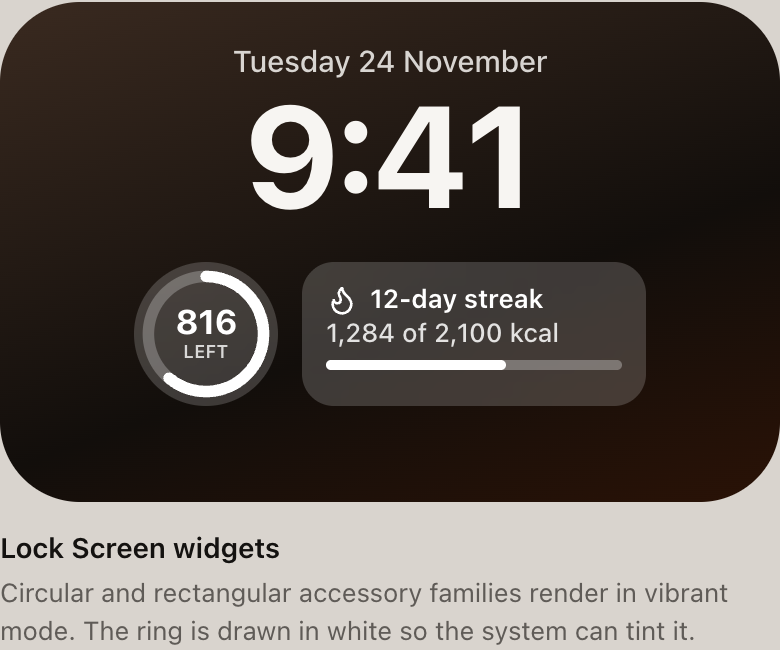 Tuesday 24 November
9:41
816
LEFT
12-day streak
1,284 of 2,100 kcal
Lock Screen widgets
Circular and rectangular accessory families render in vibrant
mode. The ring is drawn in white so the system can tint it.